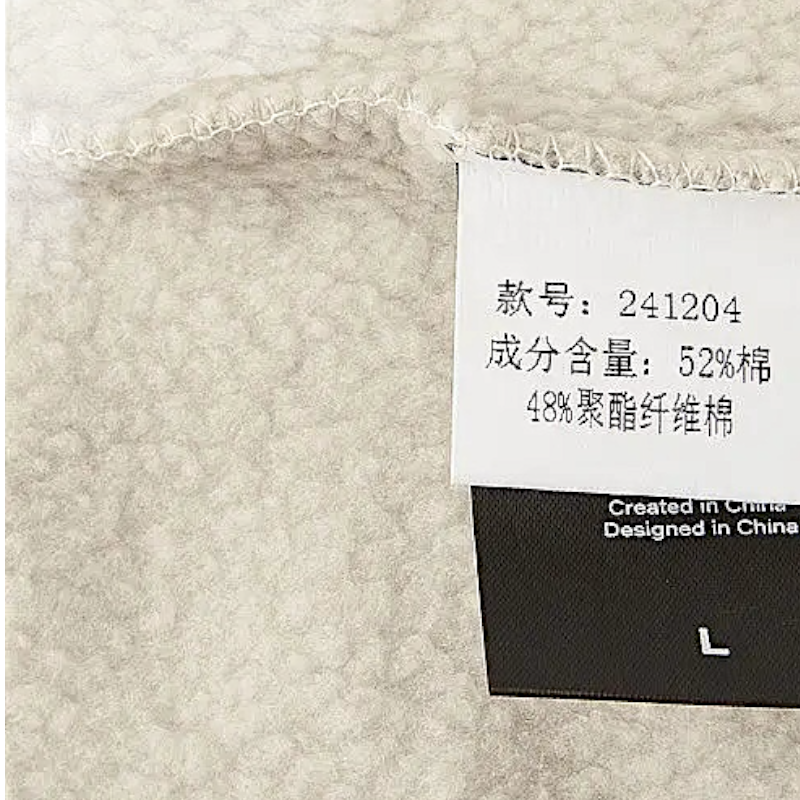 款号：241204
成分含量：52%棉
48%聚酯纤维棉
Created in China
Designed in China
L